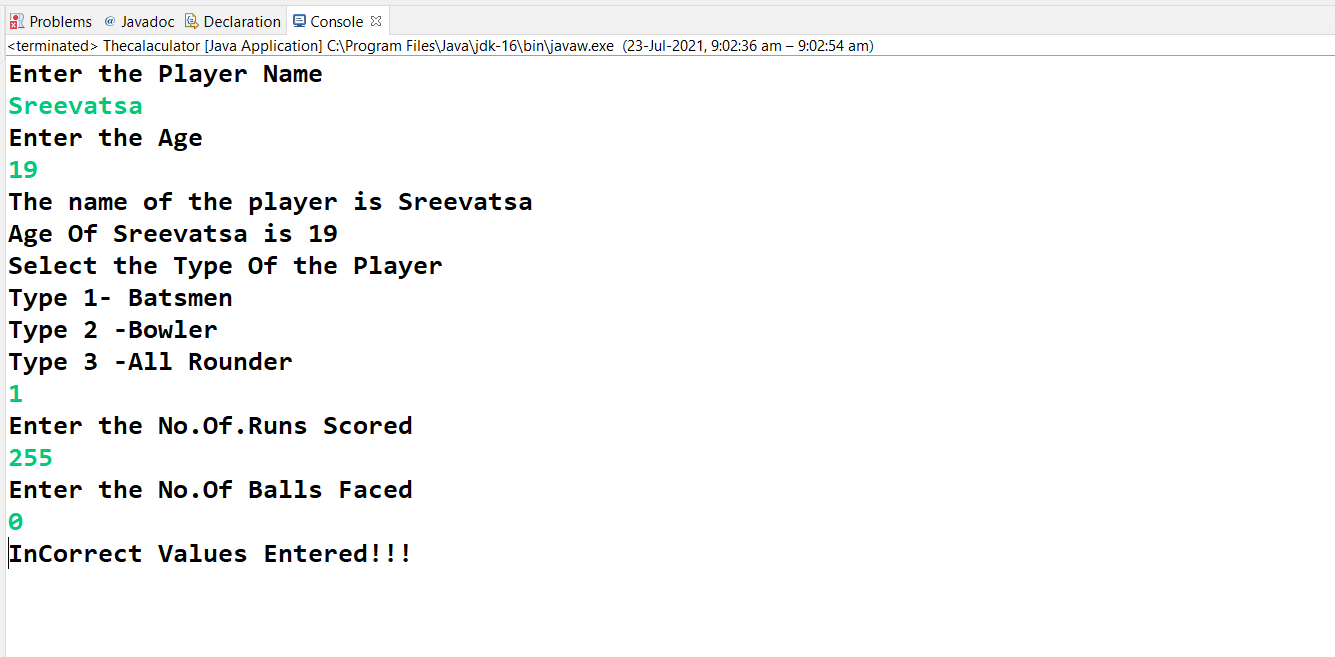 Problems @ Javadoc Declaration Console
<terminated> Thecalaculator [Java Application] C:\Program Files\Java\jdk-16\bin\javaw.exe (23-Jul-2021, 9:02:36 am – 9:02:54 am)
Enter the Player Name
Sreevatsa
Enter the Age
19
The name of the player is Sreevatsa
Age Of Sreevatsa is 19
Select the Type Of the Player
Type 1- Batsmen
Type 2 -Bowler
Type 3 -All Rounder
1
Enter the No.Of.Runs Scored
255
Enter the No.Of Balls Faced
0
InCorrect Values Entered!!!